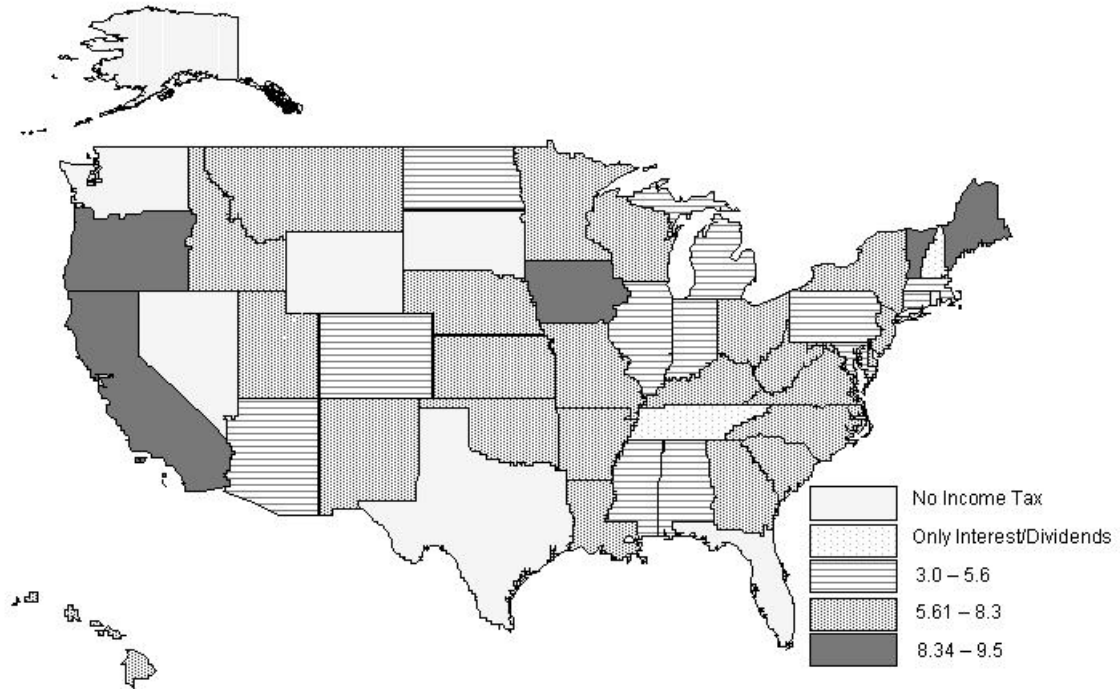 No Income Tax
Only Interest/Dividends
3.0 – 5.6
5.61 – 8.3
8.34 – 9.5